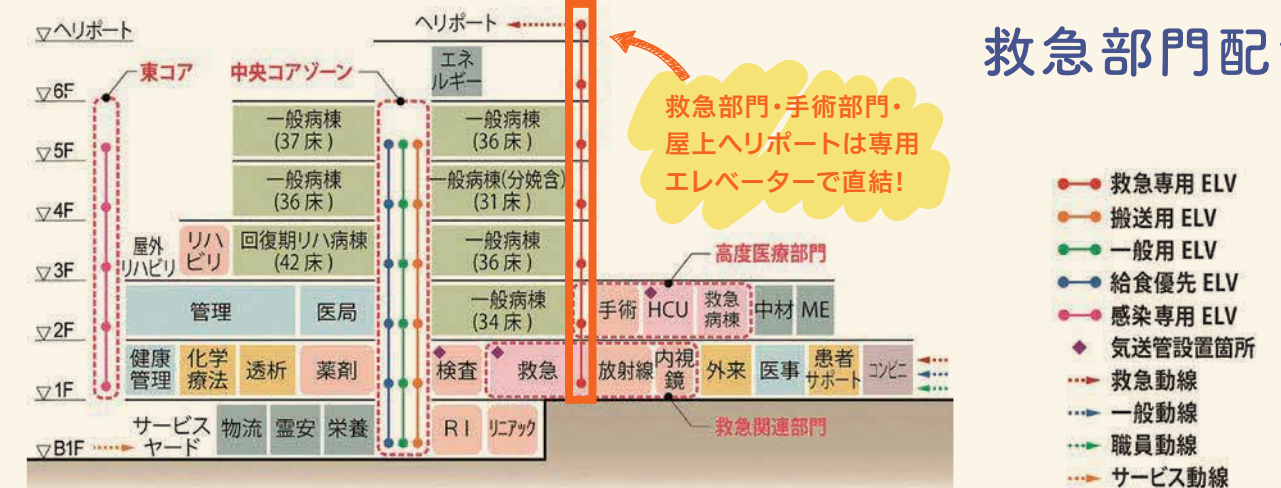 救急部門配
▽ヘリポート
ヘリポート
東コア
中央コアゾーン
エネ
ルギー
救急部門・手術部門・
屋上ヘリポートは専用
エレベーターで直結!
▽6F
一般病棟
(37床)
一般病棟
(36床)
▽5F
一般病棟
(36床)
一般病棟(分娩含)
(31床)
▽4F
屋外
リハビリ
リハ
ビリ
回復期リハ病棟
(42床)
一般病棟
(36床)
高度医療部門
▽3F
管理
医局
一般病棟
(34床)
手術
HCU
救急
病棟
中材
ME
▽2F
健康
管理
化学
療法
透析
薬剤
検査
救急
放射線
内視
鏡
外来
医事
患者
サポート
コンビニ
▽1F
サービス
ヤード
物流
霊安
栄養
RI
リニアック
救急関連部門
▽B1F
救急専用 ELV
搬送用 ELV
一般用 ELV
給食優先 ELV
感染専用 ELV
気送管設置箇所
救急動線
一般動線
職員動線
サービス動線